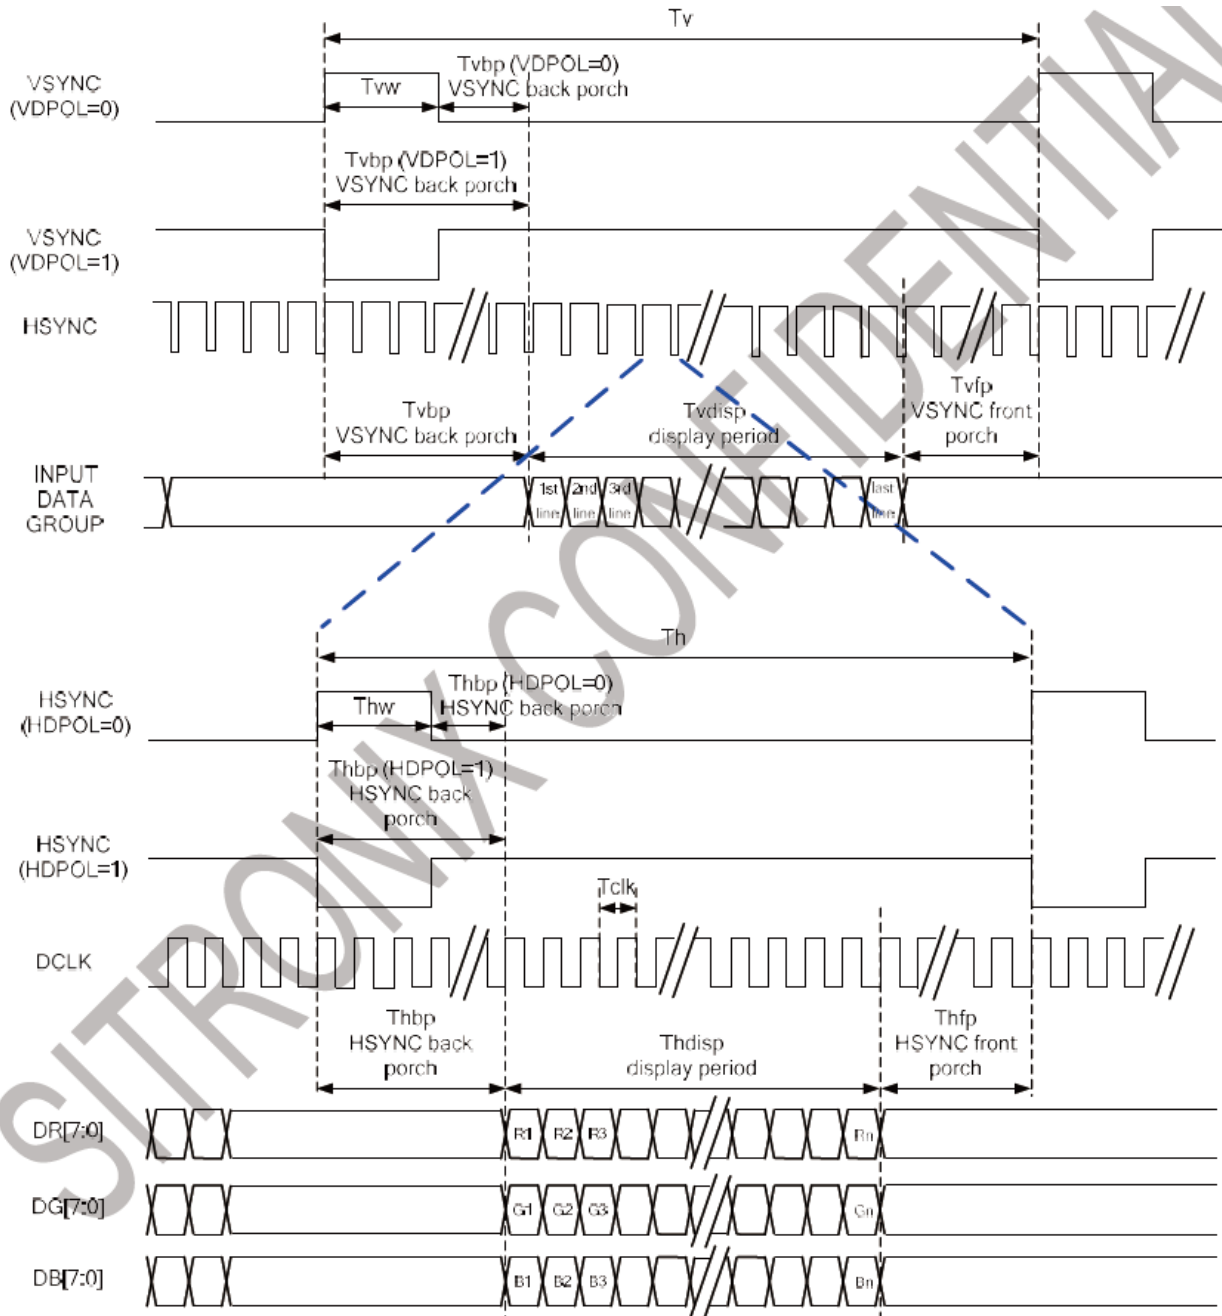 Tv
VSYNC
(VDPOL=0)
Tvw
Tvbp (VDPOL=0)
VSYNC back porch
Tvbp (VDPOL=1)
VSYNC back porch
VSYNC
(VDPOL=1)
HSYNC
Tvbp
VSYNC back porch
Tvdisp
display period
Tvfp
VSYNC front
porch
INPUT
DATA
GROUP
1st
line
2nd
line
3rd
line
last
line
Th
HSYNC
(HDPOL=0)
Thw
Thbp (HDPOL=0)
HSYNC back porch
Thbp (HDPOL=1)
HSYNC back
porch
HSYNC
(HDPOL=1)
Tclk
DCLK
Thbp
HSYNC back
porch
Thdisp
display period
Thfp
HSYNC front
porch
DR[7:0]
R1 R2 R3 Rn
DG[7:0]
G1 G2 G3 Gn
DB[7:0]
B1 B2 B3 Bn
SITRONIX CONFIDENTIAL